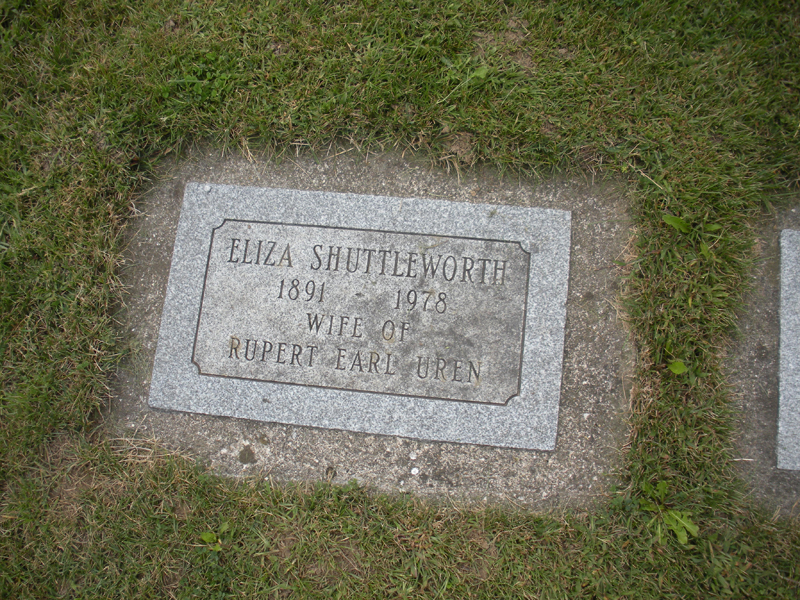 ELIZA SHUTTLEWORTH
1891 - 1978
WIFE OF
RUPERT EARL UREN